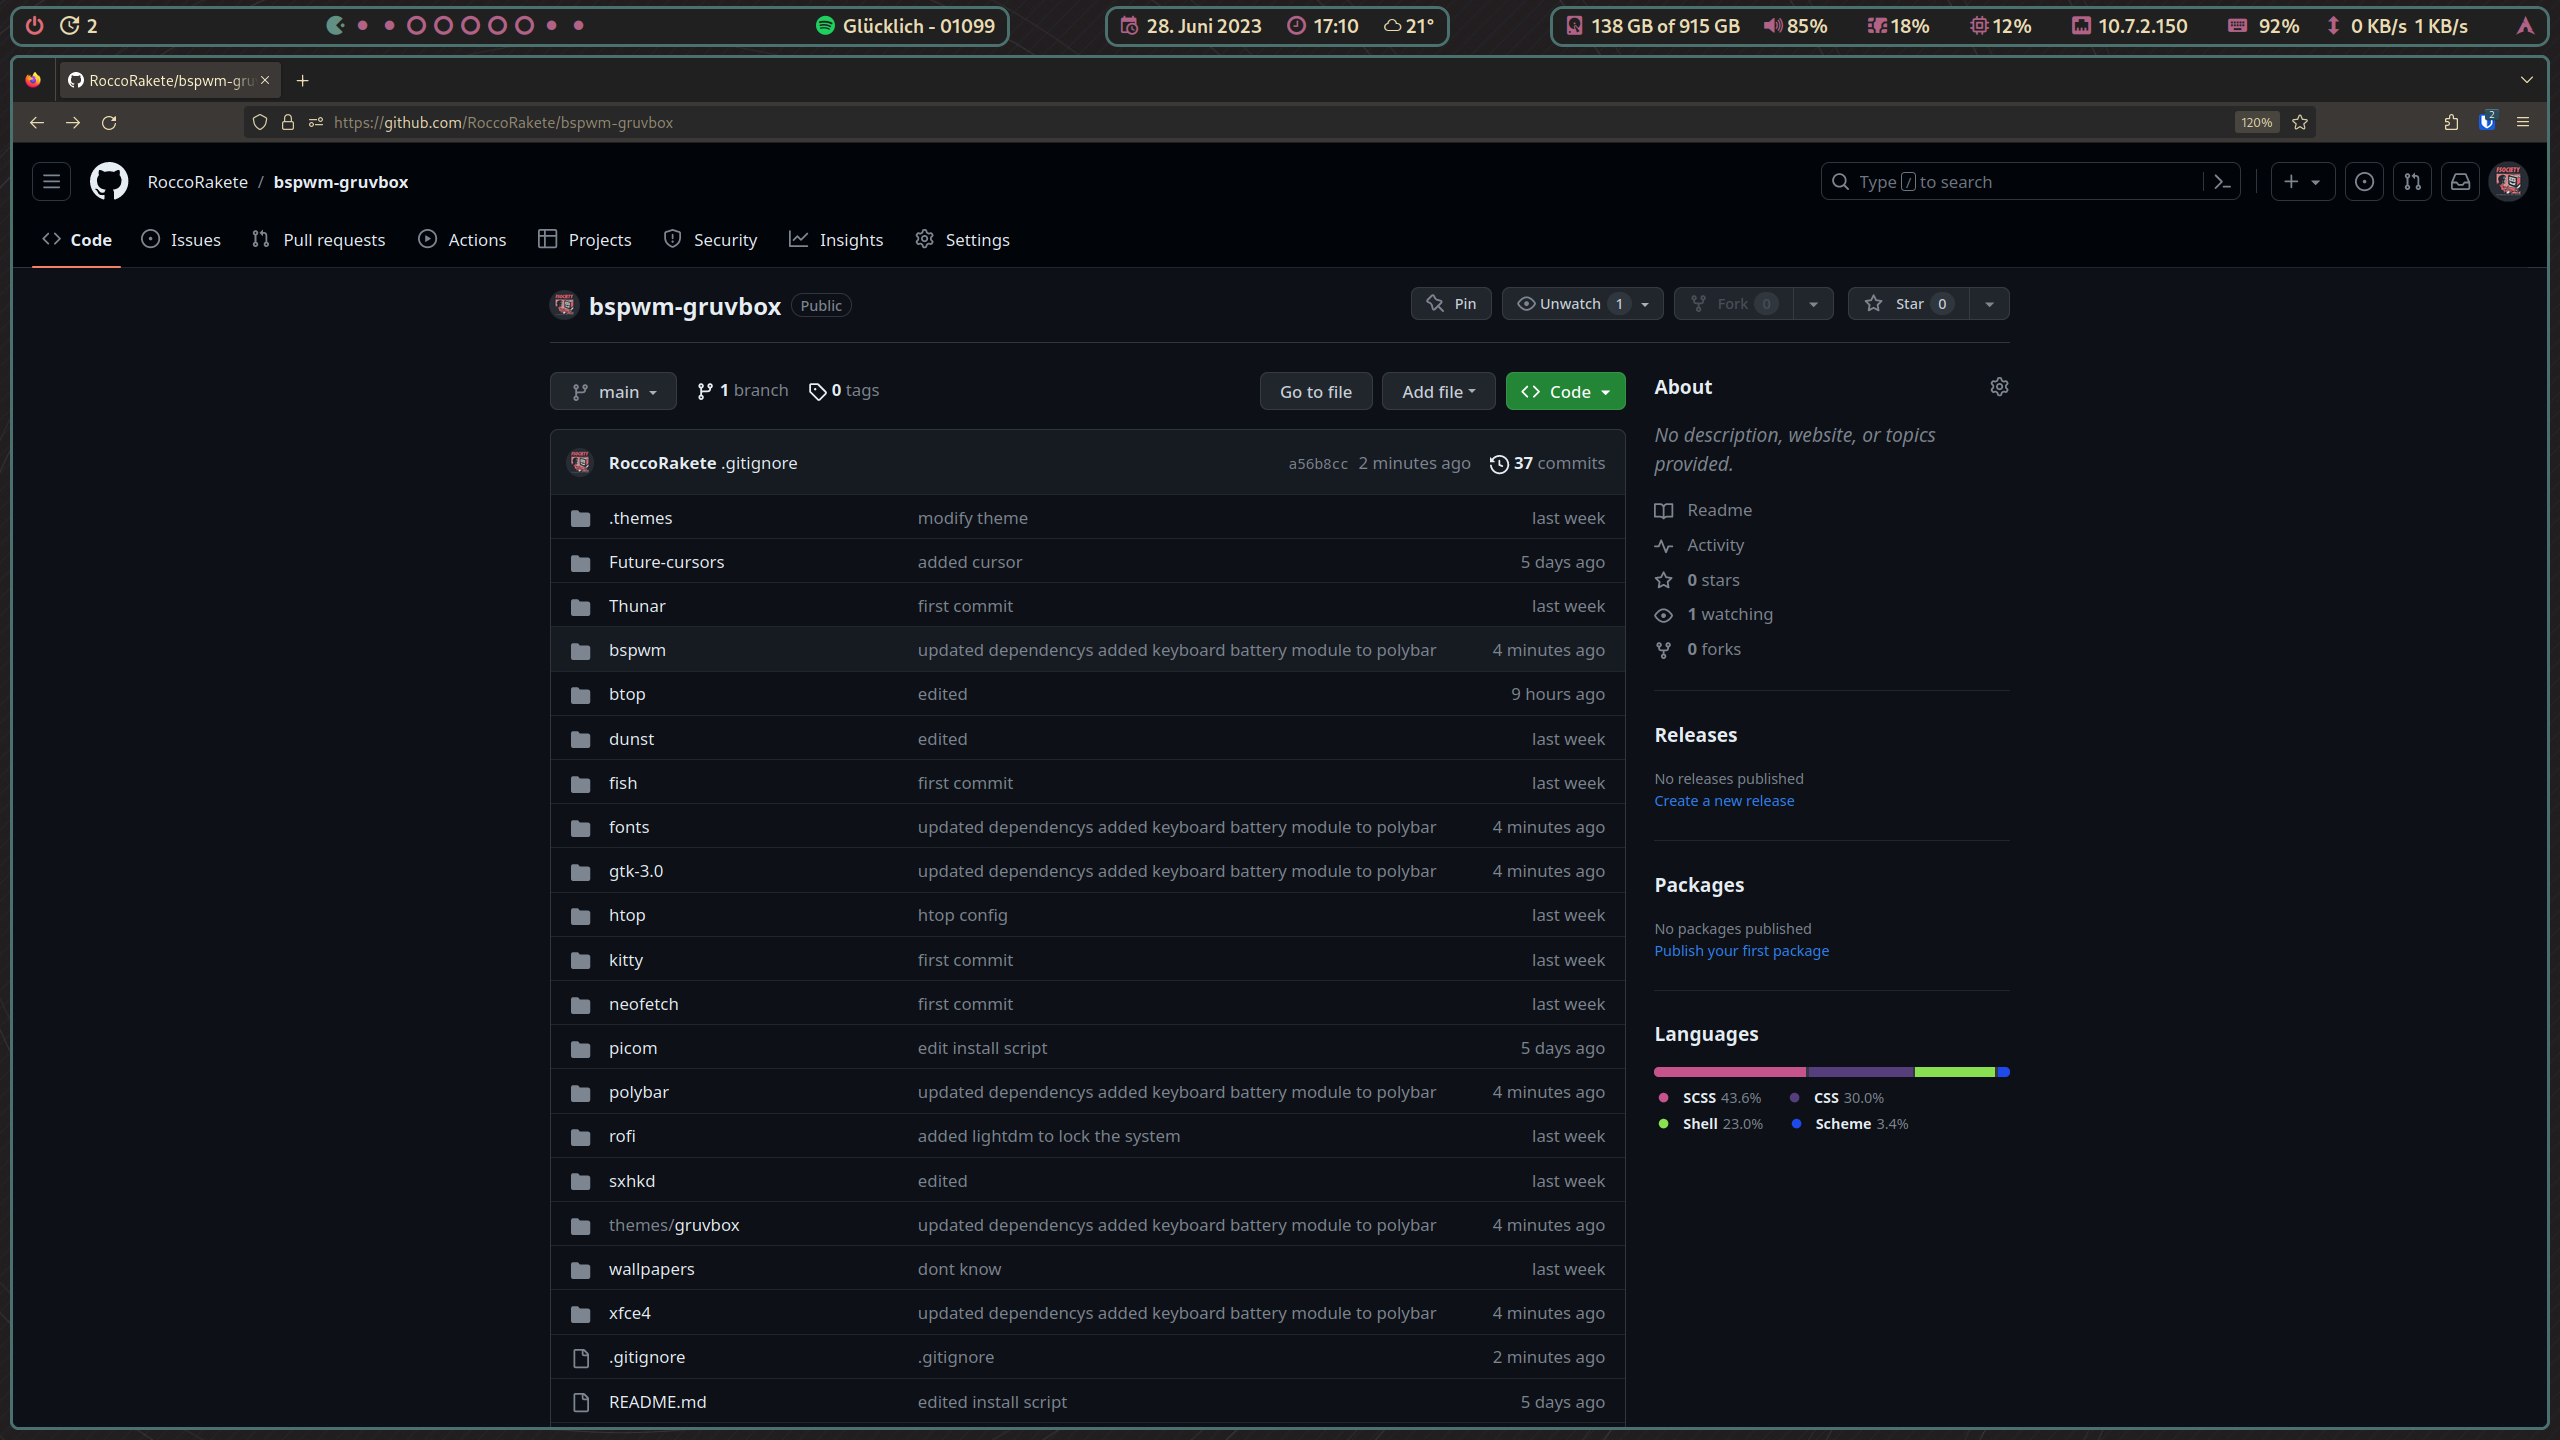 2 Glücklich - 01099 28. Juni 2023 17:10 21° 138 GB of 915 GB 85% 18% 12% 10.7.2.150 92% 0 KB/s 1 KB/s
RoccoRakete/bspwm-gru
https://github.com/RoccoRakete/bspwm-gruvbox 120% 2
RoccoRakete / bspwm-gruvbox Type / to search
Code Issues Pull requests Actions Projects Security Insights Settings
bspwm-gruvbox Public Pin Unwatch 1 Fork 0 Star 0
main 1 branch 0 tags Go to file Add file Code
RoccoRakete .gitignore a56b8cc 2 minutes ago 37 commits
.themes modify theme last week
Future-cursors added cursor 5 days ago
Thunar first commit last week
bspwm updated dependencys added keyboard battery module to polybar 4 minutes ago
btop edited 9 hours ago
dunst edited last week
fish first commit last week
fonts updated dependencys added keyboard battery module to polybar 4 minutes ago
gtk-3.0 updated dependencys added keyboard battery module to polybar 4 minutes ago
htop htop config last week
kitty first commit last week
neofetch first commit last week
picom edit install script 5 days ago
polybar updated dependencys added keyboard battery module to polybar 4 minutes ago
rofi added lightdm to lock the system last week
sxhkd edited last week
themes/gruvbox updated dependencys added keyboard battery module to polybar 4 minutes ago
wallpapers dont know last week
xfce4 updated dependencys added keyboard battery module to polybar 4 minutes ago
.gitignore .gitignore 2 minutes ago
README.md edited install script 5 days ago
About
No description, website, or topics
provided.
Readme
Activity
0 stars
1 watching
0 forks
Releases
No releases published
Create a new release
Packages
No packages published
Publish your first package
Languages
SCSS 43.6% CSS 30.0%
Shell 23.0% Scheme 3.4%